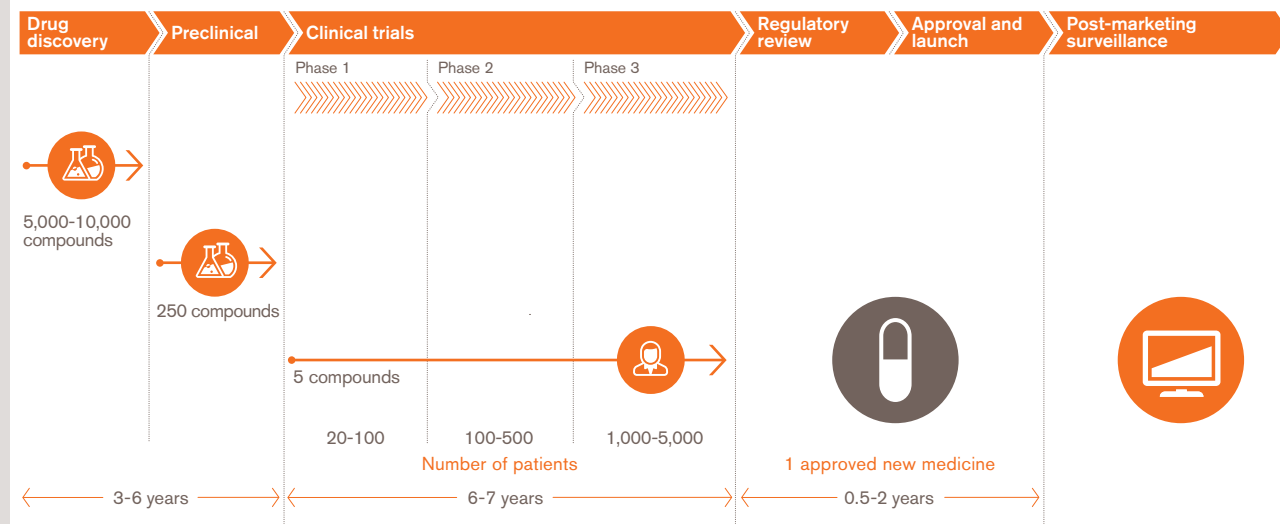 Drug
discovery
Preclinical
Clinical trials
Regulatory
review
Approval and
launch
Post-marketing
surveillance
Phase 1
Phase 2
Phase 3
5,000-10,000
compounds
250 compounds
5 compounds
20-100
100-500
1,000-5,000
Number of patients
1 approved new medicine
3-6 years
6-7 years
0.5-2 years